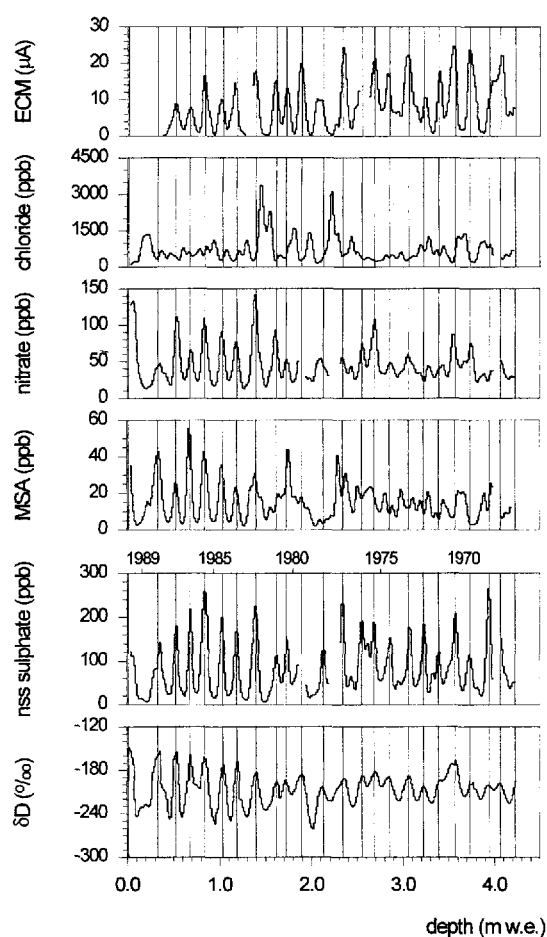 ECM (µA)
30
20
10
0
chloride (ppb)
4500
3000
1500
0
nitrate (ppb)
150
100
50
0
MSA (ppb)
60
40
20
0
1989 1985 1980 1975 1970
nss sulphate (ppb)
300
200
100
0
δD (⁰/₀₀)
-120
-180
-240
-300
0.0 1.0 2.0 3.0 4.0
depth (m w.e.)